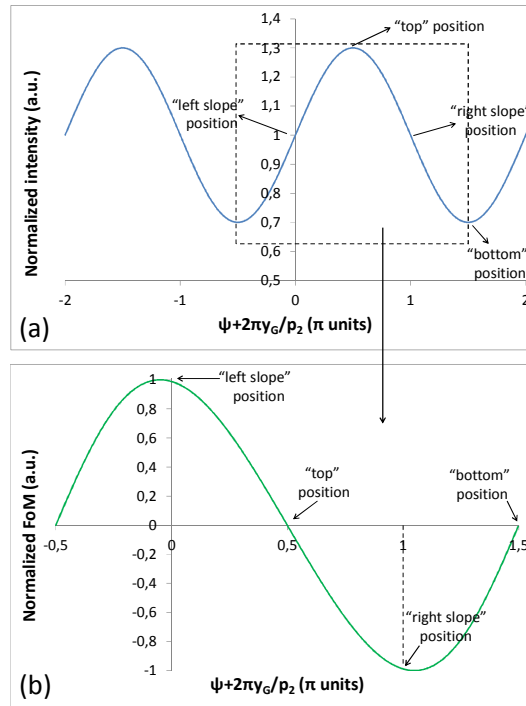 1,4
"top" position
1,3
1,2
"left slope"
position
1,1
"right slope"
position
1
0,9
0,8
0,7
"bottom"
position
0,6
0,5
-2
-1
0
1
2
Normalized intensity (a.u.)
(a)
ψ+2πy_G/p_2 (π units)
1
"left slope"
position
0,8
0,6
0,4
"top"
position
"bottom"
position
0,2
0
-0,5
0
0,5
1
1,5
-0,2
-0,4
-0,6
"right slope"
position
-0,8
-1
Normalized FoM (a.u.)
(b)
ψ+2πy_G/p_2 (π units)